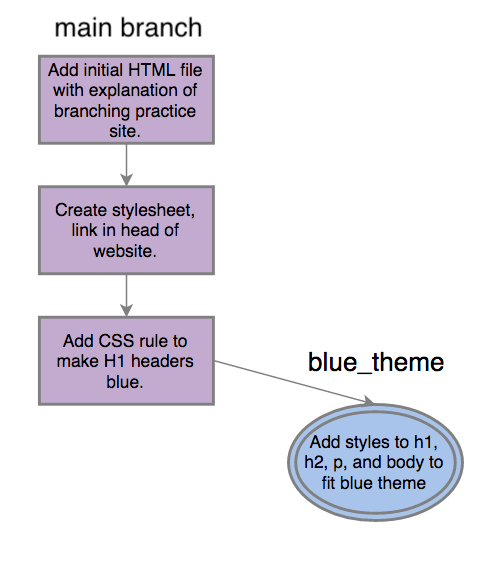 main branch
Add initial HTML file
with explanation of
branching practice
site.
Create stylesheet,
link in head of
website.
Add CSS rule to
make H1 headers
blue.
blue_theme
Add styles to h1,
h2, p, and body to
fit blue theme